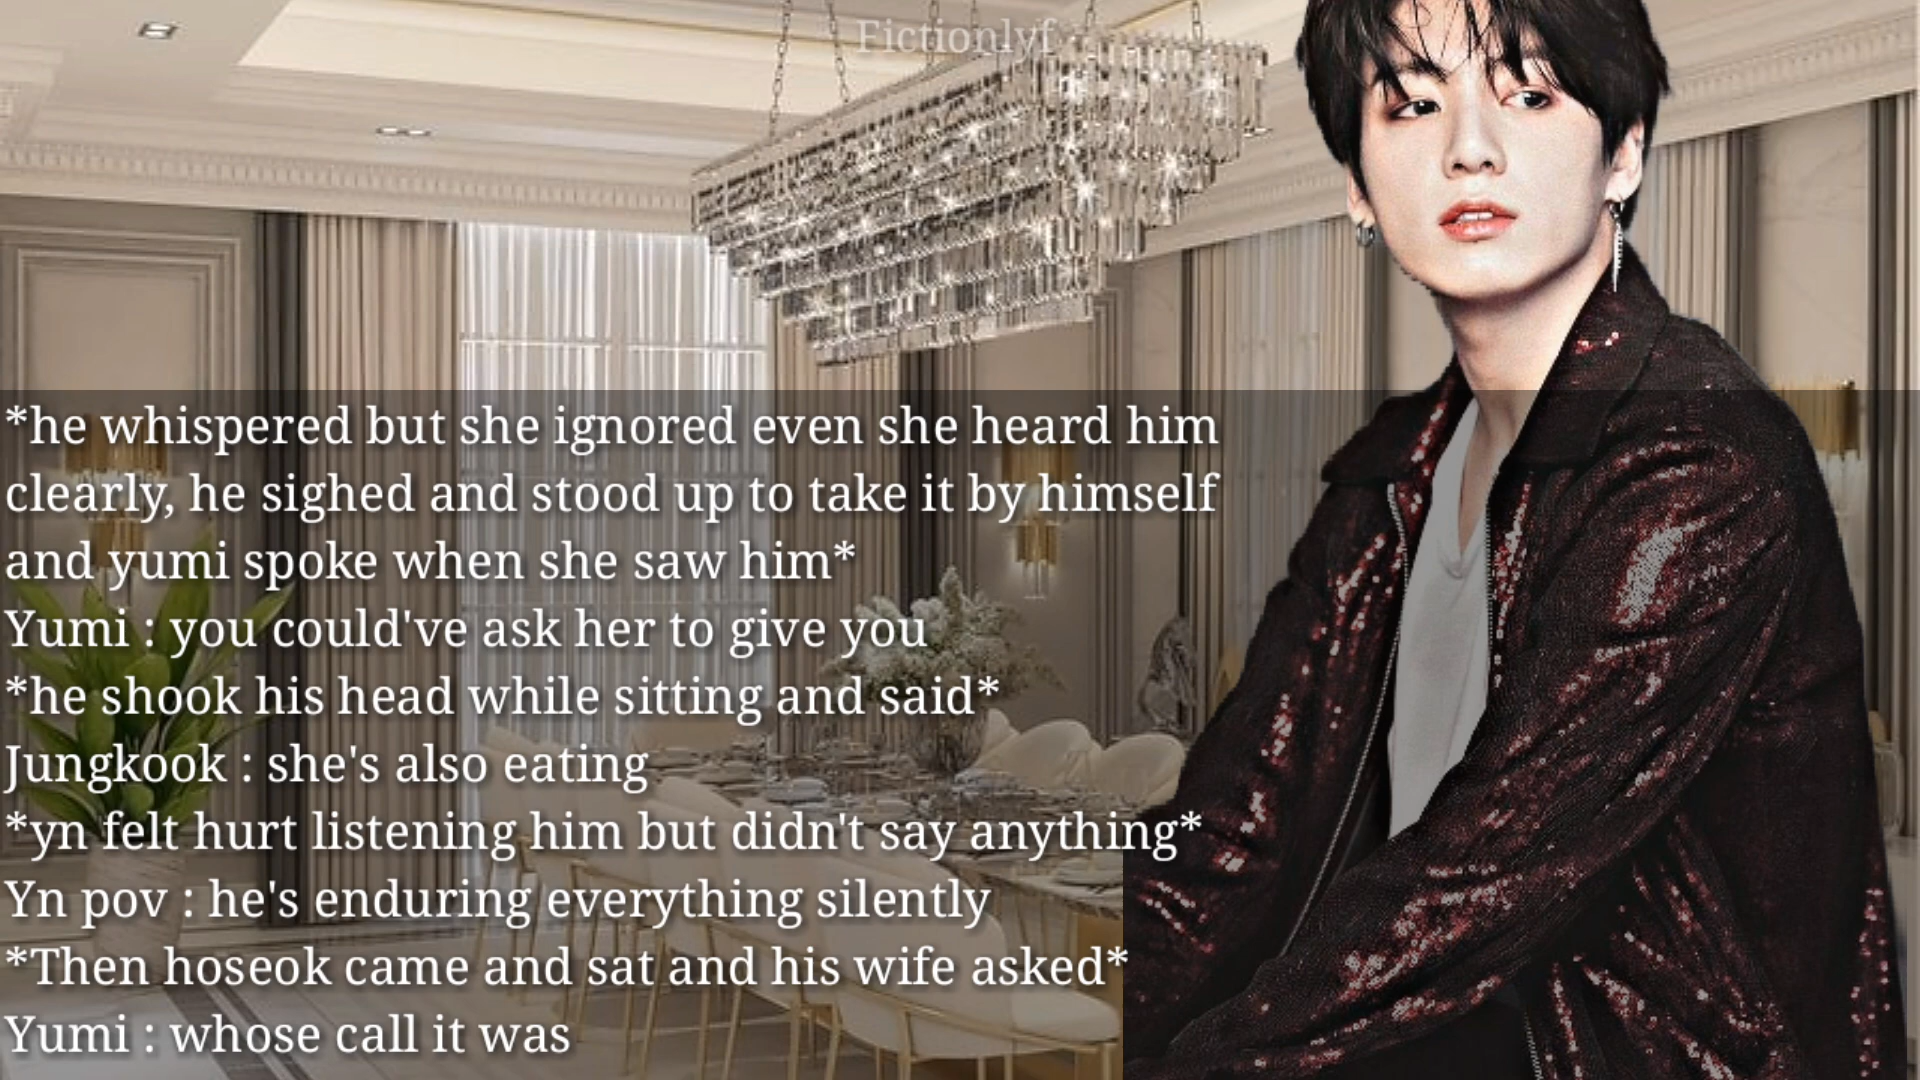 Fictionlyf
*he whispered but she ignored even she heard him
clearly, he sighed and stood up to take it by himself
and yumi spoke when she saw him*
Yumi : you could've ask her to give you
*he shook his head while sitting and said*
Jungkook : she's also eating
*yn felt hurt listening him but didn't say anything*
Yn pov : he's enduring everything silently
*Then hoseok came and sat and his wife asked*
Yumi : whose call it was